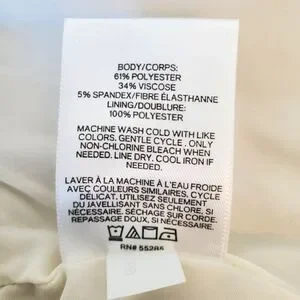 BODY/CORPS:
61% POLYESTER
34% VISCOSE
5% SPANDEX/FIBRE ÉLASTHANNE
LINING/DOUBLURE:
100% POLYESTER
MACHINE WASH COLD WITH LIKE
COLORS. GENTLE CYCLE. ONLY
NON-CHLORINE BLEACH WHEN
NEEDED. LINE DRY. COOL IRON IF
NEEDED.
LAVER À LA MACHINE À L'EAU FROIDE
AVEC COULEURS SIMILAIRES. CYCLE
DÉLICAT. UTILISEZ SEULEMENT
DU JAVELLISANT SANS CHLORE, SI
NÉCESSAIRE. SÉCHAGE SUR CORDE.
REPASSAGE DOUX, SI NÉCESSAIRE.
RN# 55285